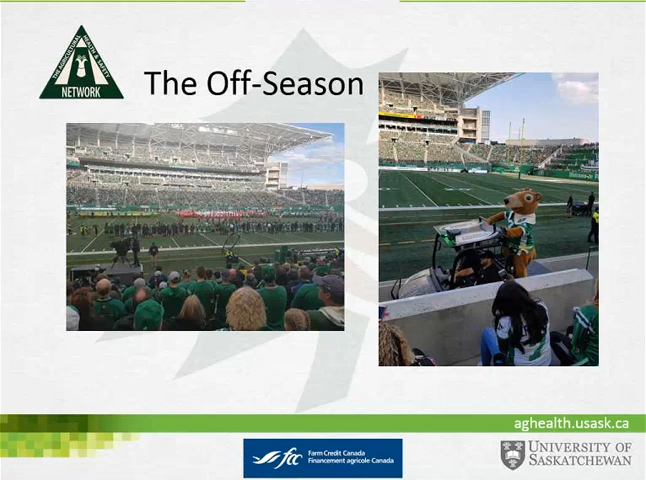 THE AGRICULTURAL HEALTH & SAFETY
NETWORK
The Off-Season
aghealth.usask.ca
fcc
Farm Credit Canada
Financement agricole Canada
UNIVERSITY OF
SASKATCHEWAN